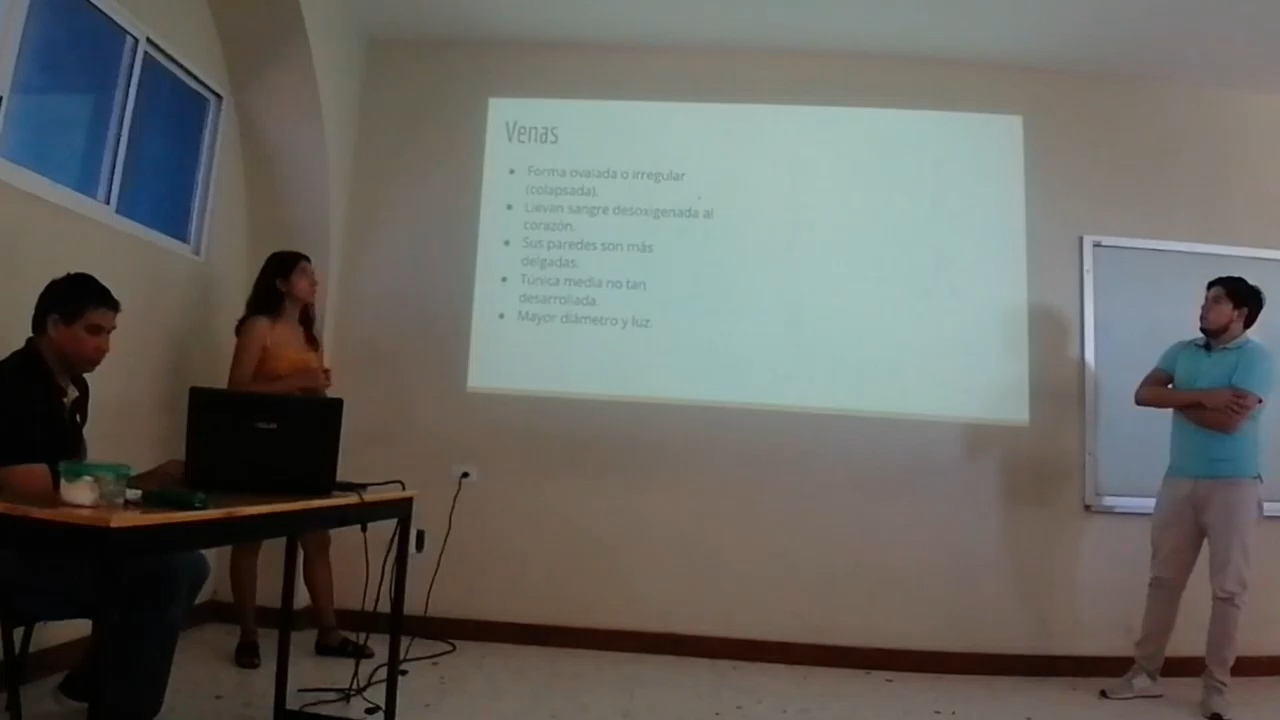 Venas
Forma ovalada o irregular
(colapsada).
Llevan sangre desoxigenada al
corazón.
Sus paredes son más
delgadas.
Túnica media no tan
desarrollada.
Mayor diámetro y luz.
ASUS